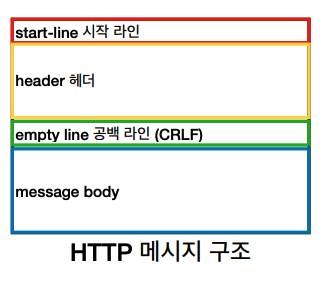 start-line 시작 라인
header 헤더
empty line 공백 라인 (CRLF)
message body
HTTP 메시지 구조